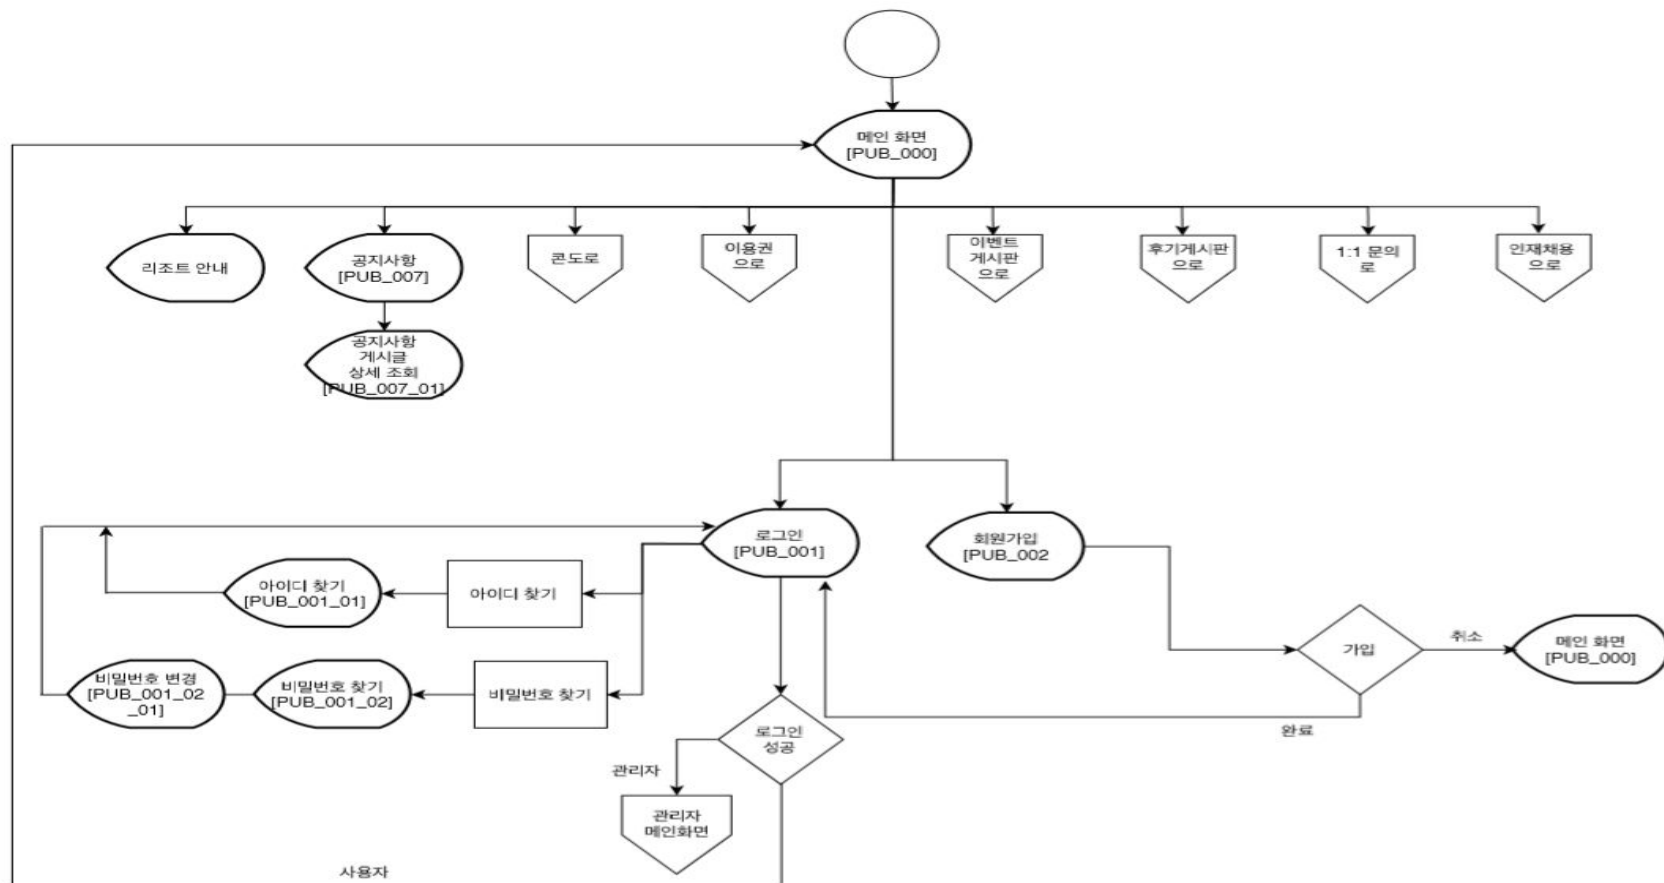 메인 화면
[PUB_000]
리조트 안내
공지사항
[PUB_007]
콘도로
이용권
으로
이벤트
게시판
으로
후기게시판
으로
1:1 문의
로
인재채용
으로
공지사항
게시글
상세 조회
[PUB_007_01]
로그인
[PUB_001]
회원가입
[PUB_002
아이디 찾기
[PUB_001_01]
아이디 찾기
가입
취소
메인 화면
[PUB_000]
비밀번호 변경
[PUB_001_02
_01]
비밀번호 찾기
[PUB_001_02]
비밀번호 찾기
완료
로그인
성공
관리자
관리자
메인화면
사용자